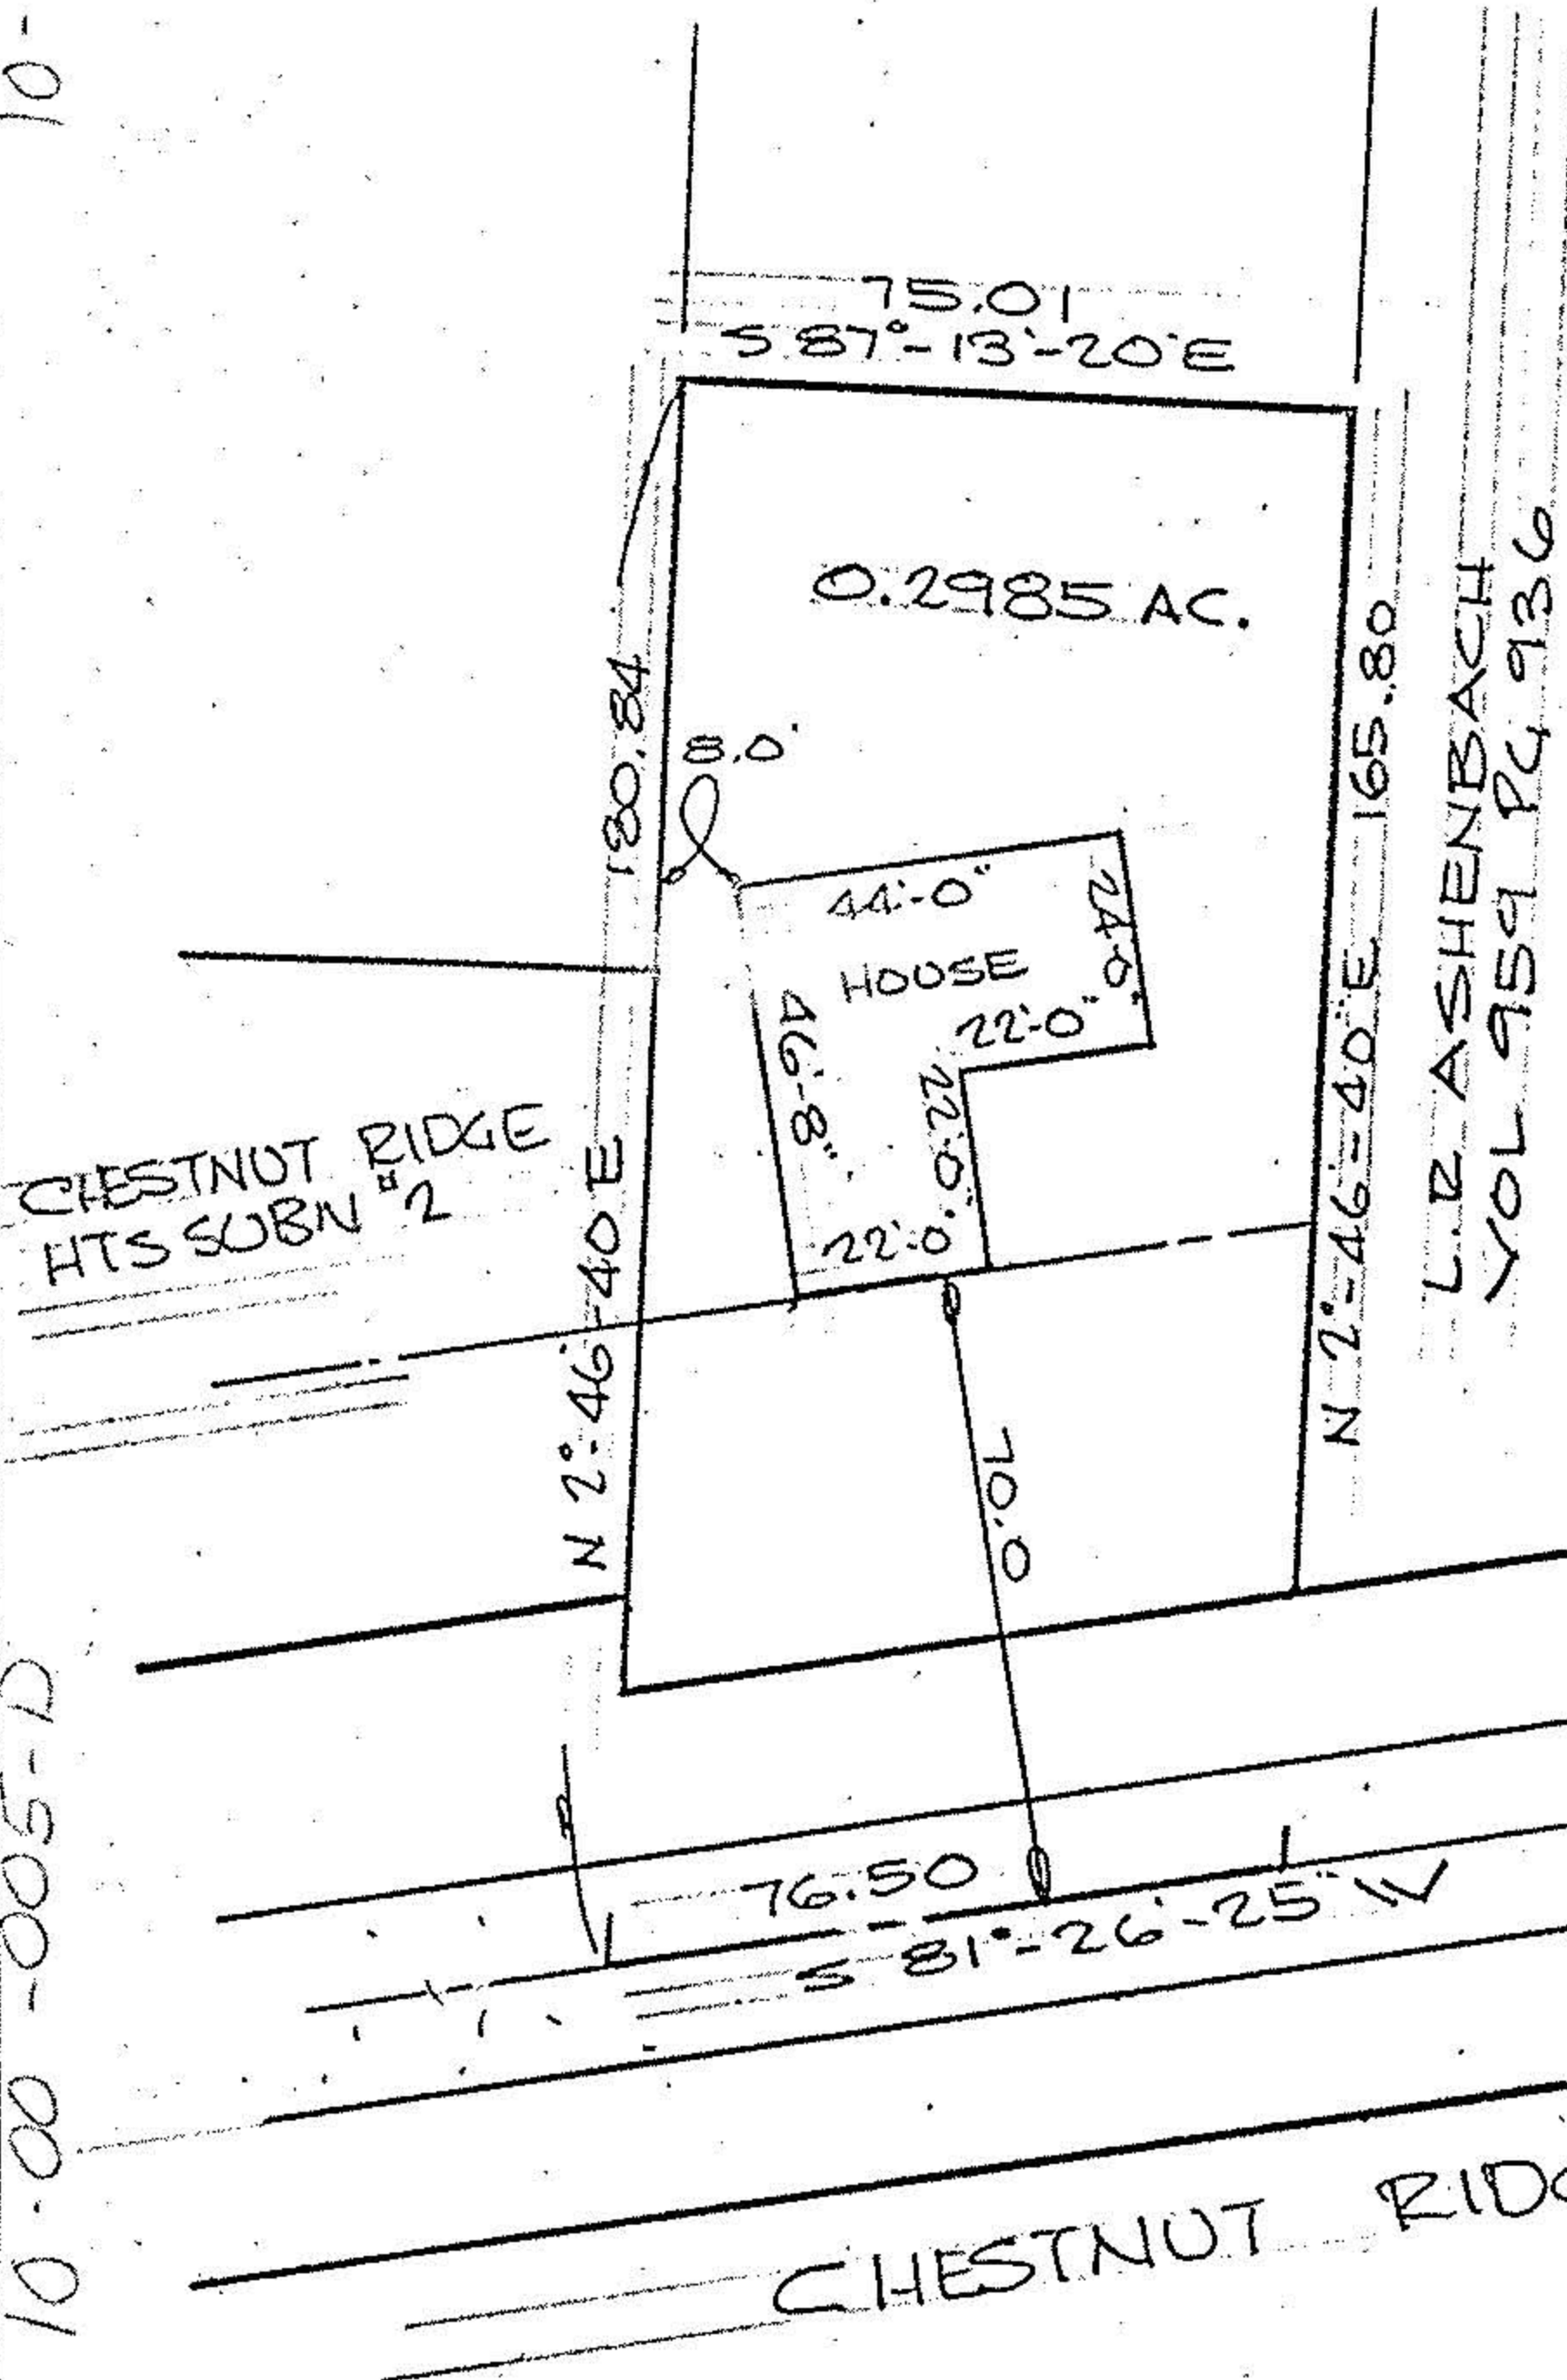 10-
75.01
S 87°-13'-20"E
0.2985 AC.
180.84
8.0'
44'-0"
24'-0"
HOUSE
22'-0"
46'-8"
22'-0"
22'-0
N 2°-46'-40 E
N 2°-46'-40"E 165.80
L.R. ASHENBACH
VOL 959 PG 936
CHESTNUT RIDGE
HTS SUBN #2
70.0
76.50
S 81°-26'-25" W
10-00-005-D
CHESTNUT